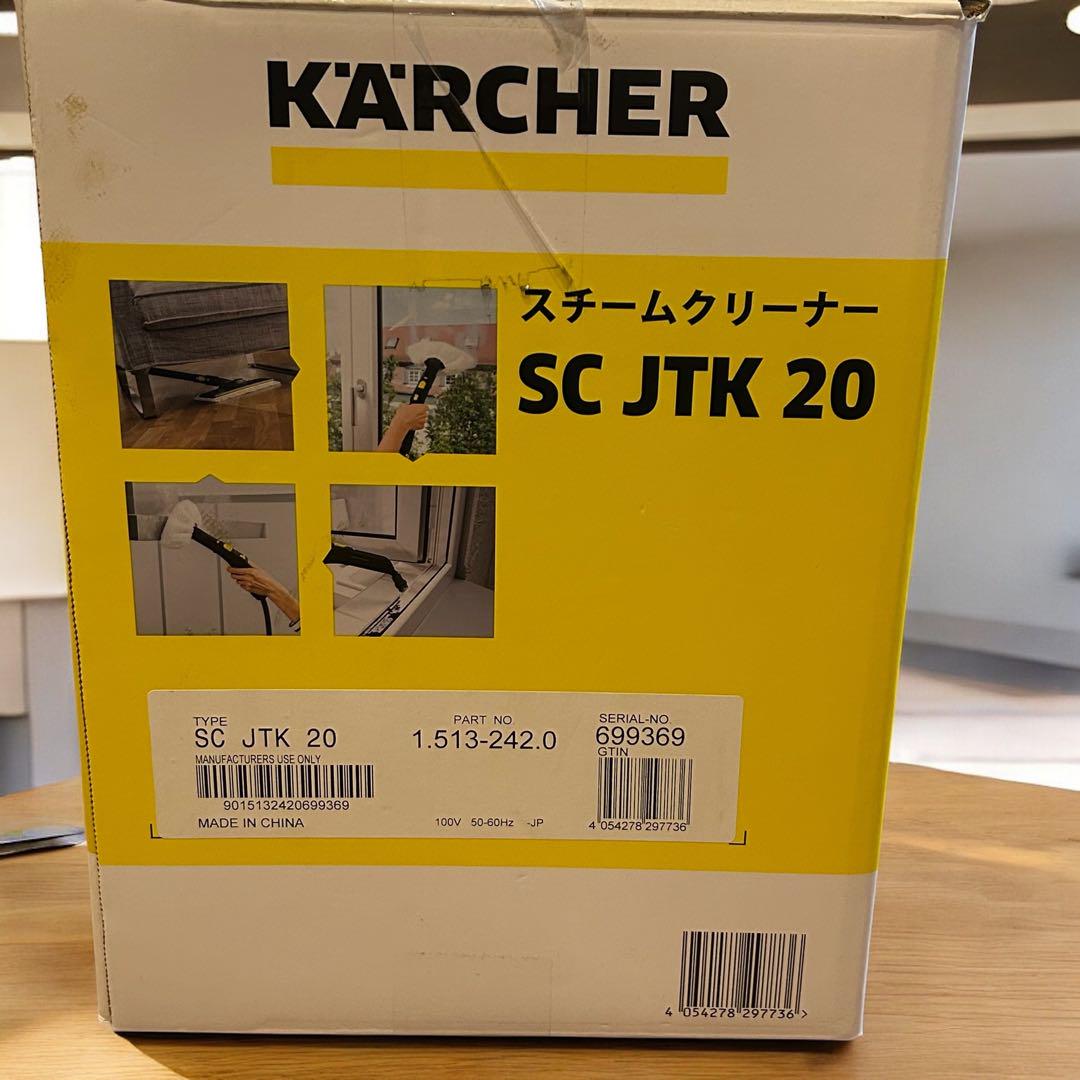 KÄRCHER
スチームクリーナー
SC JTK 20
TYPE
SC JTK 20
MANUFACTURERS USE ONLY
9015132420699369
MADE IN CHINA
PART NO.
1.513-242.0
100V 50-60Hz -JP
SERIAL-NO.
699369
GTIN
4 054278 297736
4 054278 297736 >